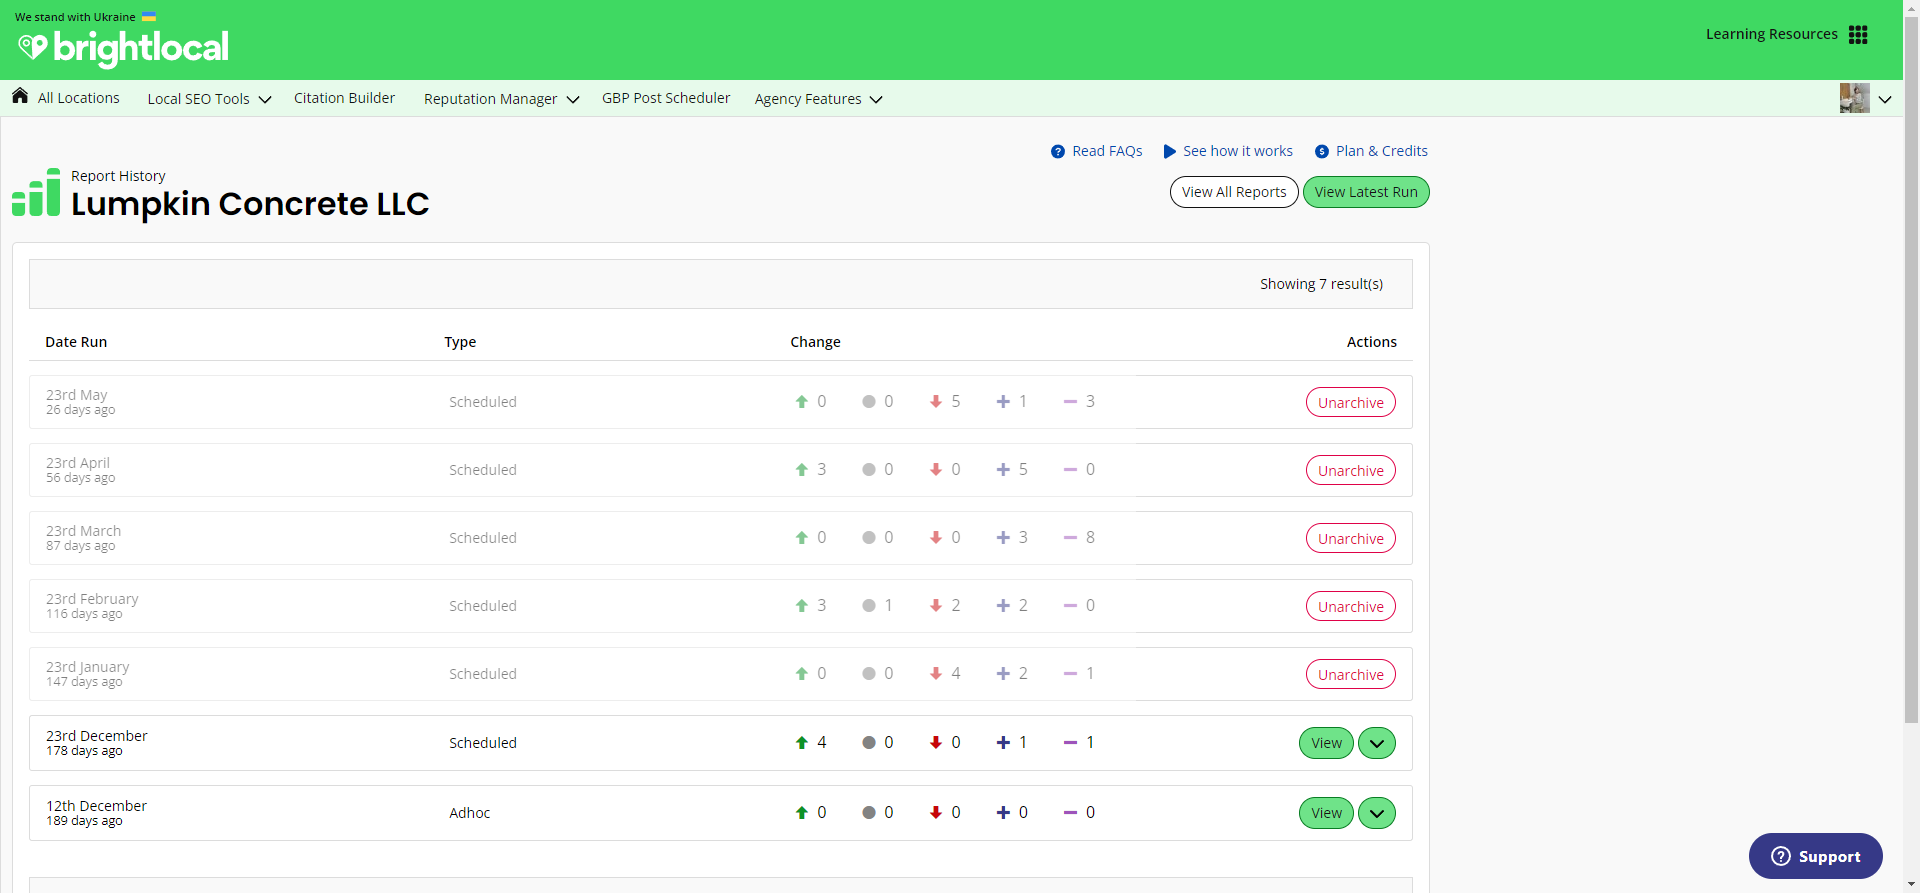 We stand with Ukraine
brightlocal
Learning Resources
All Locations Local SEO Tools Citation Builder Reputation Manager GBP Post Scheduler Agency Features
Read FAQs See how it works Plan & Credits
Report History
Lumpkin Concrete LLC
View All Reports View Latest Run
Showing 7 result(s)
Date Run Type Change Actions
23rd May
26 days ago
Scheduled 0 0 5 1 3 Unarchive
23rd April
56 days ago
Scheduled 3 0 0 5 0 Unarchive
23rd March
87 days ago
Scheduled 0 0 0 3 8 Unarchive
23rd February
116 days ago
Scheduled 3 1 2 2 0 Unarchive
23rd January
147 days ago
Scheduled 0 0 4 2 1 Unarchive
23rd December
178 days ago
Scheduled 4 0 0 1 1 View
12th December
189 days ago
Adhoc 0 0 0 0 0 View
Support